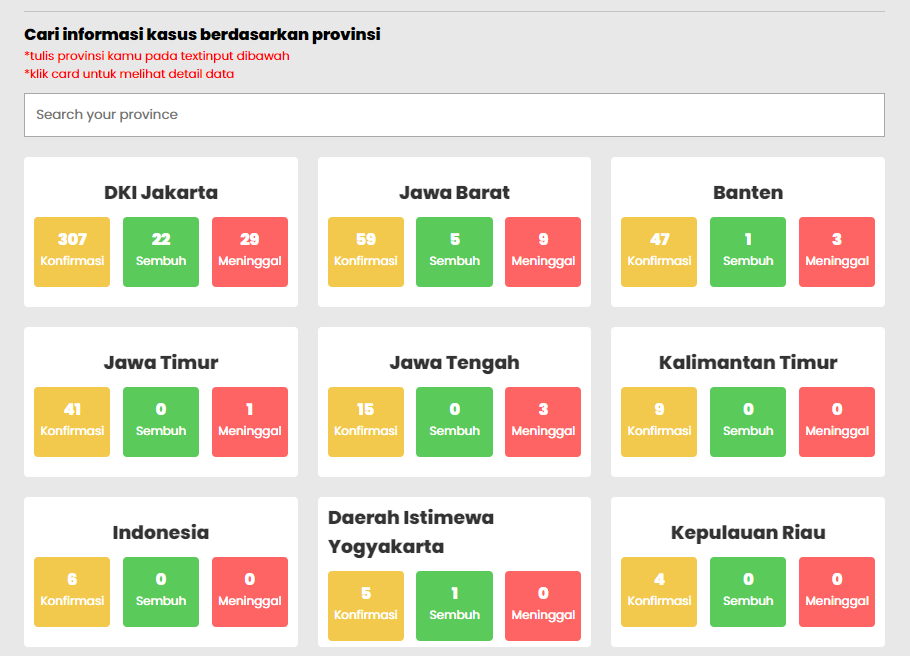 Cari informasi kasus berdasarkan provinsi
*tulis provinsi kamu pada textinput dibawah
*klik card untuk melihat detail data
Search your province
DKI Jakarta
307
Konfirmasi
22
Sembuh
29
Meninggal
Jawa Barat
59
Konfirmasi
5
Sembuh
9
Meninggal
Banten
47
Konfirmasi
1
Sembuh
3
Meninggal
Jawa Timur
41
Konfirmasi
0
Sembuh
1
Meninggal
Jawa Tengah
15
Konfirmasi
0
Sembuh
3
Meninggal
Kalimantan Timur
9
Konfirmasi
0
Sembuh
0
Meninggal
Indonesia
6
Konfirmasi
0
Sembuh
0
Meninggal
Daerah Istimewa
Yogyakarta
5
Konfirmasi
1
Sembuh
0
Meninggal
Kepulauan Riau
4
Konfirmasi
0
Sembuh
0
Meninggal